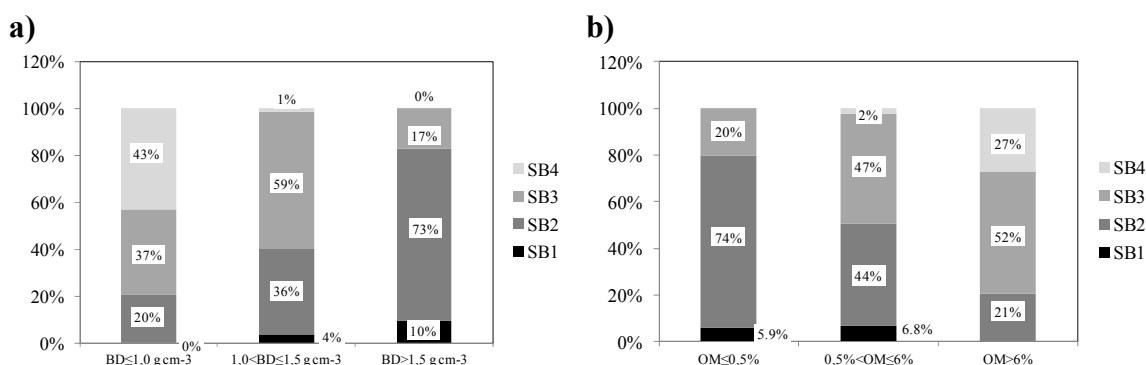 a)
120%
100%
80%
60%
40%
20%
0%
43%
37%
20%
0%
1%
59%
36%
4%
0%
17%
73%
10%
BD≤1,0 g cm-3
1,0<BD≤1,5 g cm-3
BD>1,5 g cm-3
SB4
SB3
SB2
SB1
b)
120%
100%
80%
60%
40%
20%
0%
20%
74%
5.9%
2%
47%
44%
6.8%
27%
52%
21%
OM≤0,5%
0,5%<OM≤6%
OM>6%
SB4
SB3
SB2
SB1